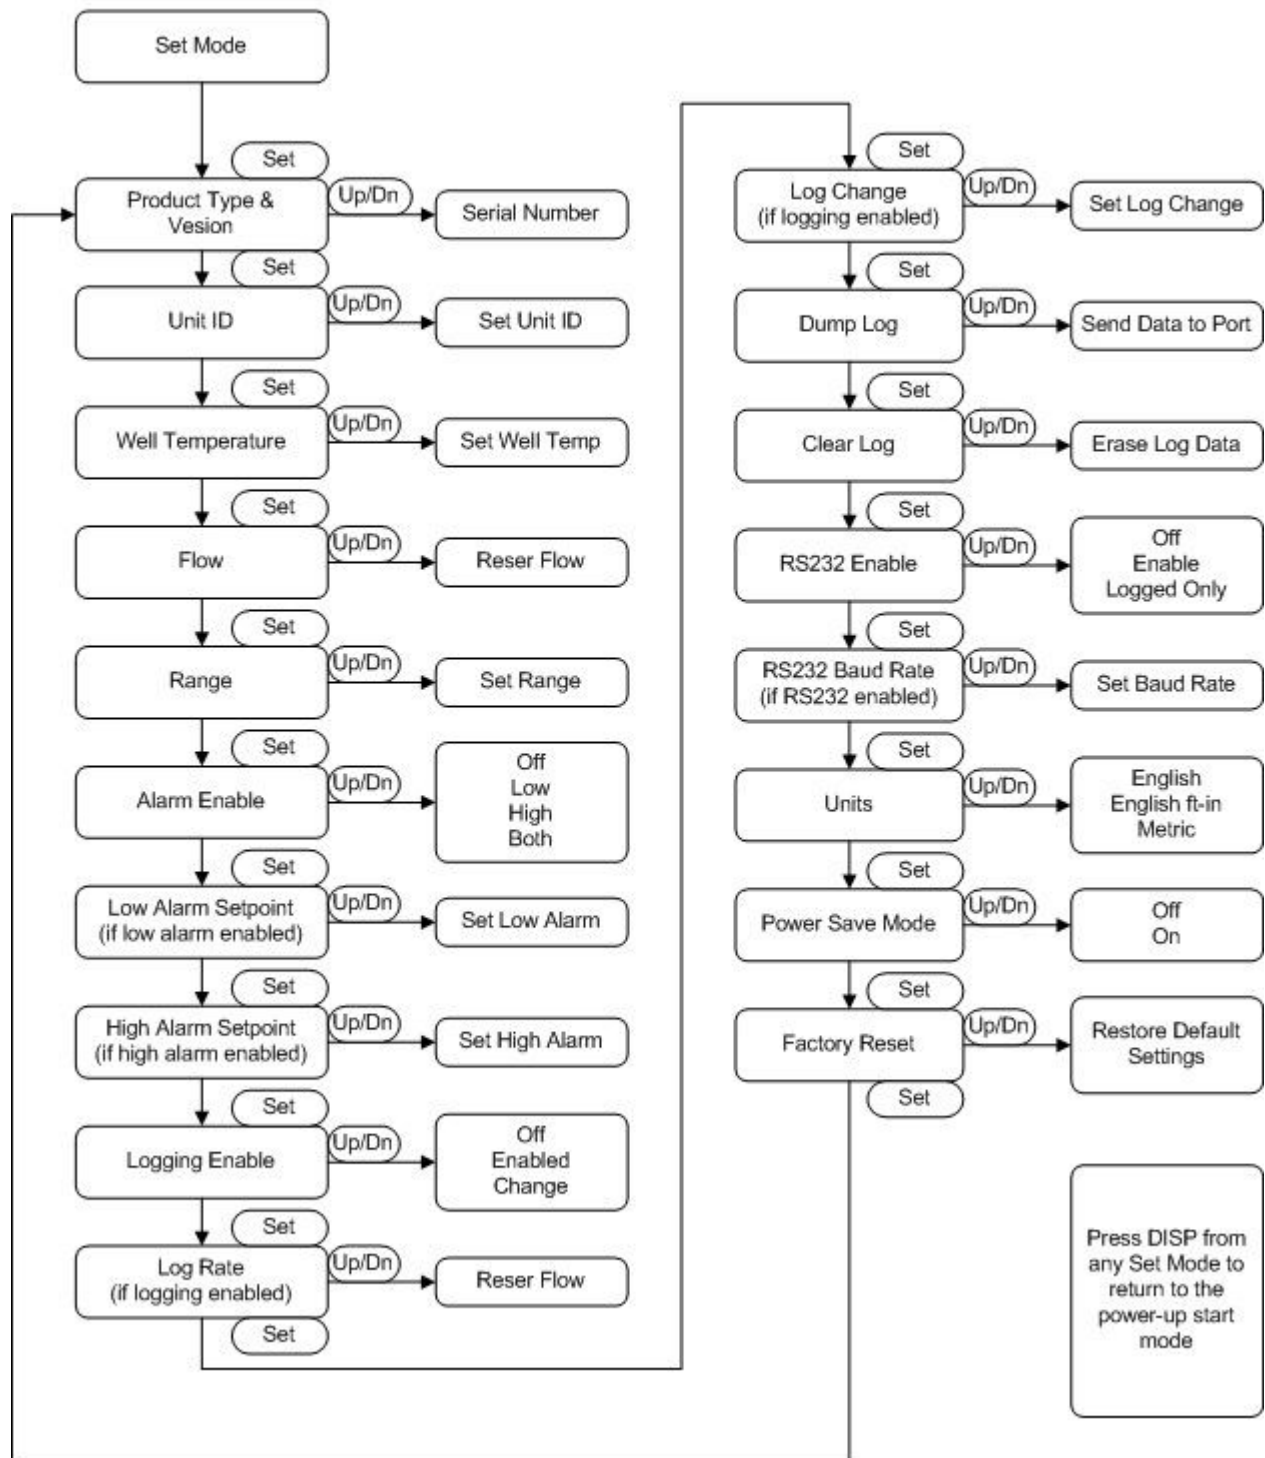 Set Mode
Set
Product Type &
Vesion
Up/Dn
Serial Number
Set
Unit ID
Up/Dn
Set Unit ID
Set
Well Temperature
Up/Dn
Set Well Temp
Set
Flow
Up/Dn
Reser Flow
Set
Range
Up/Dn
Set Range
Set
Alarm Enable
Up/Dn
Off
Low
High
Both
Set
Low Alarm Setpoint
(if low alarm enabled)
Up/Dn
Set Low Alarm
Set
High Alarm Setpoint
(if high alarm enabled)
Up/Dn
Set High Alarm
Set
Logging Enable
Up/Dn
Off
Enabled
Change
Set
Log Rate
(if logging enabled)
Up/Dn
Reser Flow
Set
Set
Log Change
(if logging enabled)
Up/Dn
Set Log Change
Set
Dump Log
Up/Dn
Send Data to Port
Set
Clear Log
Up/Dn
Erase Log Data
Set
RS232 Enable
Up/Dn
Off
Enable
Logged Only
Set
RS232 Baud Rate
(if RS232 enabled)
Up/Dn
Set Baud Rate
Set
Units
Up/Dn
English
English ft-in
Metric
Set
Power Save Mode
Up/Dn
Off
On
Set
Factory Reset
Up/Dn
Restore Default
Settings
Set
Press DISP from
any Set Mode to
return to the
power-up start
mode